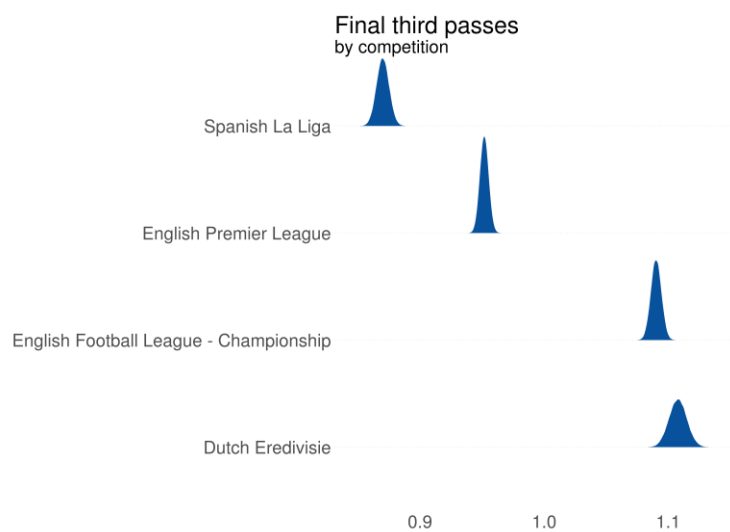 Final third passes
by competition
Spanish La Liga
English Premier League
English Football League - Championship
Dutch Eredivisie
0.9 1.0 1.1